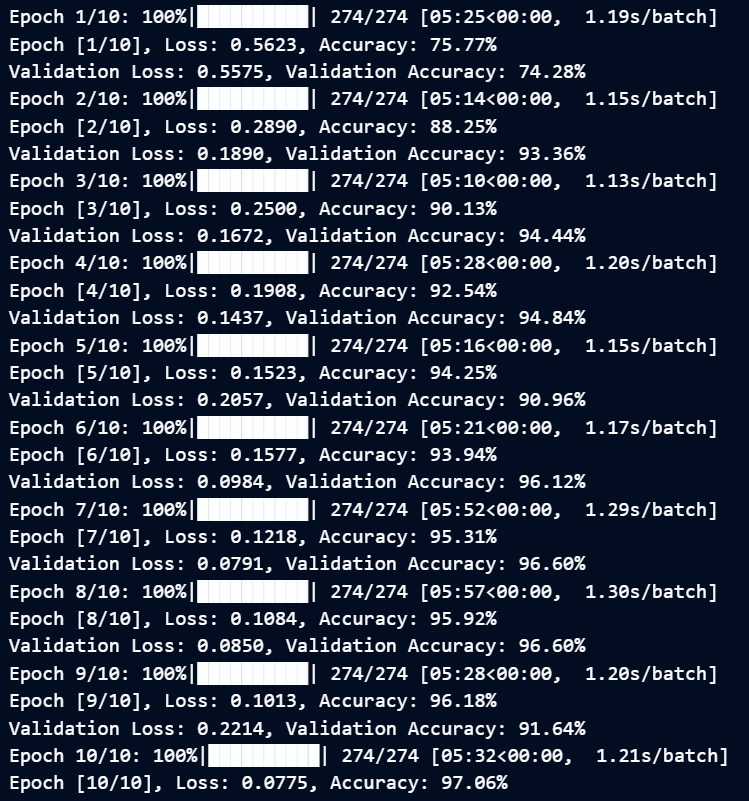 Epoch 1/10: 100%|██████████| 274/274 [05:25<00:00,  1.19s/batch]
Epoch [1/10], Loss: 0.5623, Accuracy: 75.77%
Validation Loss: 0.5575, Validation Accuracy: 74.28%
Epoch 2/10: 100%|██████████| 274/274 [05:14<00:00,  1.15s/batch]
Epoch [2/10], Loss: 0.2890, Accuracy: 88.25%
Validation Loss: 0.1890, Validation Accuracy: 93.36%
Epoch 3/10: 100%|██████████| 274/274 [05:10<00:00,  1.13s/batch]
Epoch [3/10], Loss: 0.2500, Accuracy: 90.13%
Validation Loss: 0.1672, Validation Accuracy: 94.44%
Epoch 4/10: 100%|██████████| 274/274 [05:28<00:00,  1.20s/batch]
Epoch [4/10], Loss: 0.1908, Accuracy: 92.54%
Validation Loss: 0.1437, Validation Accuracy: 94.84%
Epoch 5/10: 100%|██████████| 274/274 [05:16<00:00,  1.15s/batch]
Epoch [5/10], Loss: 0.1523, Accuracy: 94.25%
Validation Loss: 0.2057, Validation Accuracy: 90.96%
Epoch 6/10: 100%|██████████| 274/274 [05:21<00:00,  1.17s/batch]
Epoch [6/10], Loss: 0.1577, Accuracy: 93.94%
Validation Loss: 0.0984, Validation Accuracy: 96.12%
Epoch 7/10: 100%|██████████| 274/274 [05:52<00:00,  1.29s/batch]
Epoch [7/10], Loss: 0.1218, Accuracy: 95.31%
Validation Loss: 0.0791, Validation Accuracy: 96.60%
Epoch 8/10: 100%|██████████| 274/274 [05:57<00:00,  1.30s/batch]
Epoch [8/10], Loss: 0.1084, Accuracy: 95.92%
Validation Loss: 0.0850, Validation Accuracy: 96.60%
Epoch 9/10: 100%|██████████| 274/274 [05:28<00:00,  1.20s/batch]
Epoch [9/10], Loss: 0.1013, Accuracy: 96.18%
Validation Loss: 0.2214, Validation Accuracy: 91.64%
Epoch 10/10: 100%|██████████| 274/274 [05:32<00:00,  1.21s/batch]
Epoch [10/10], Loss: 0.0775, Accuracy: 97.06%